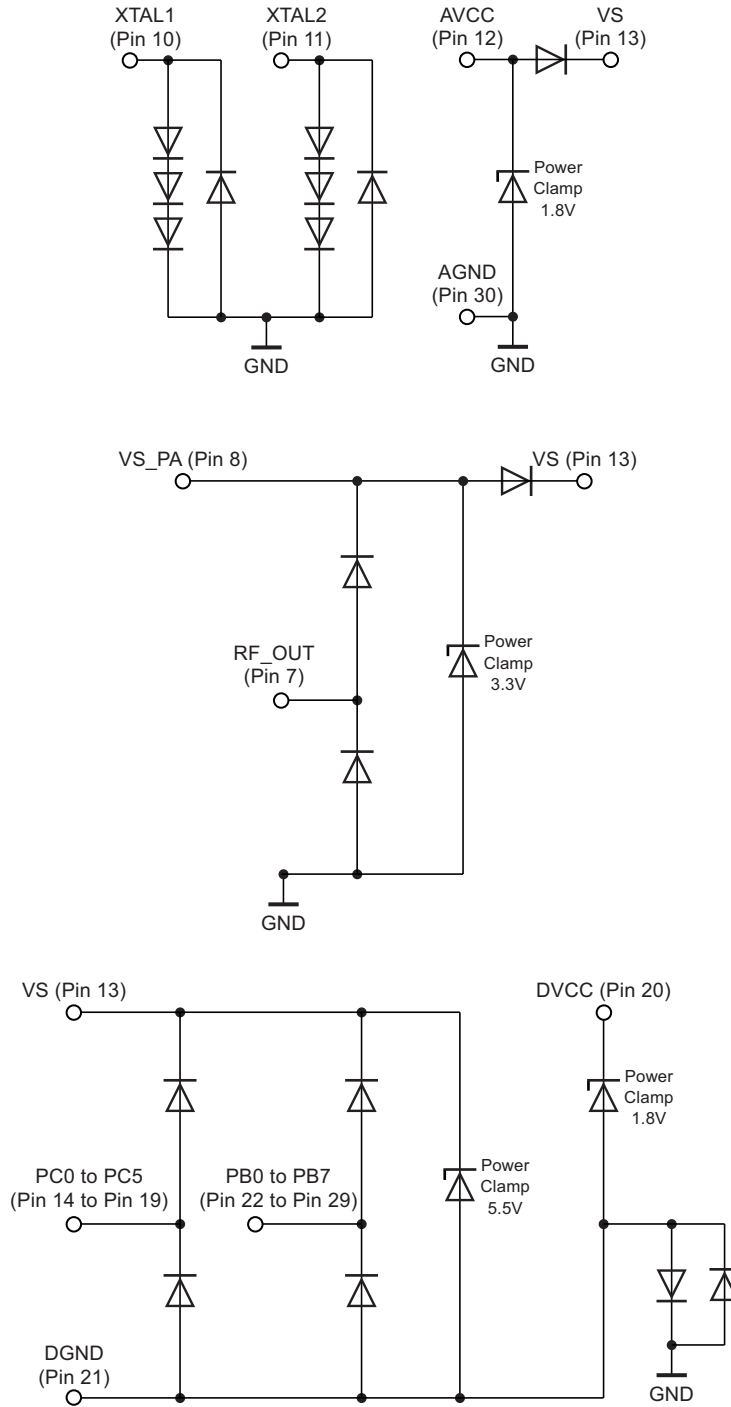 XTAL1
(Pin 10)
XTAL2
(Pin 11)
AVCC
(Pin 12)
VS
(Pin 13)
Power
Clamp
1.8V
AGND
(Pin 30)
GND
GND
VS_PA (Pin 8)
VS (Pin 13)
RF_OUT
(Pin 7)
Power
Clamp
3.3V
GND
VS (Pin 13)
DVCC (Pin 20)
Power
Clamp
1.8V
PC0 to PC5
(Pin 14 to Pin 19)
PB0 to PB7
(Pin 22 to Pin 29)
Power
Clamp
5.5V
DGND
(Pin 21)
GND